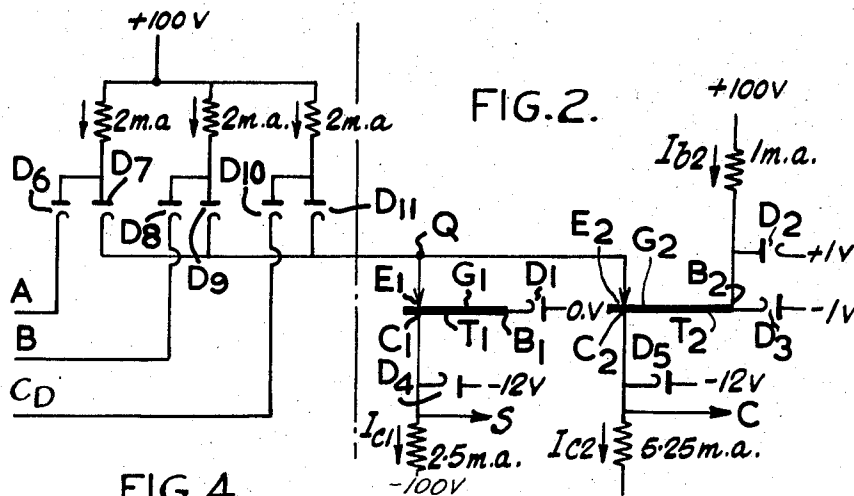 +100V
2m.a 2m.a. 2m.a
D6 D7 D8 D9 D10 D11
A
B
CD
FIG.2.
+100V
Ib2 1m.a.
D2 +1V
Q
E1 G1 D1 0V
C1 T1 B1
E2 G2 B2
C2 T2 D3 -1V
D4 -12V
D5 -12V
S
C
Ic1 2.5m.a.
-100V
Ic2 5.25m.a.
FIG.4